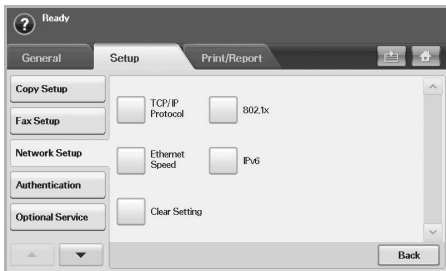 Ready
General
Setup
Print/Report
Copy Setup
Fax Setup
Network Setup
Authentication
Optional Service
TCP/IP
Protocol
802.1x
Ethernet
Speed
IPv6
Clear Setting
Back